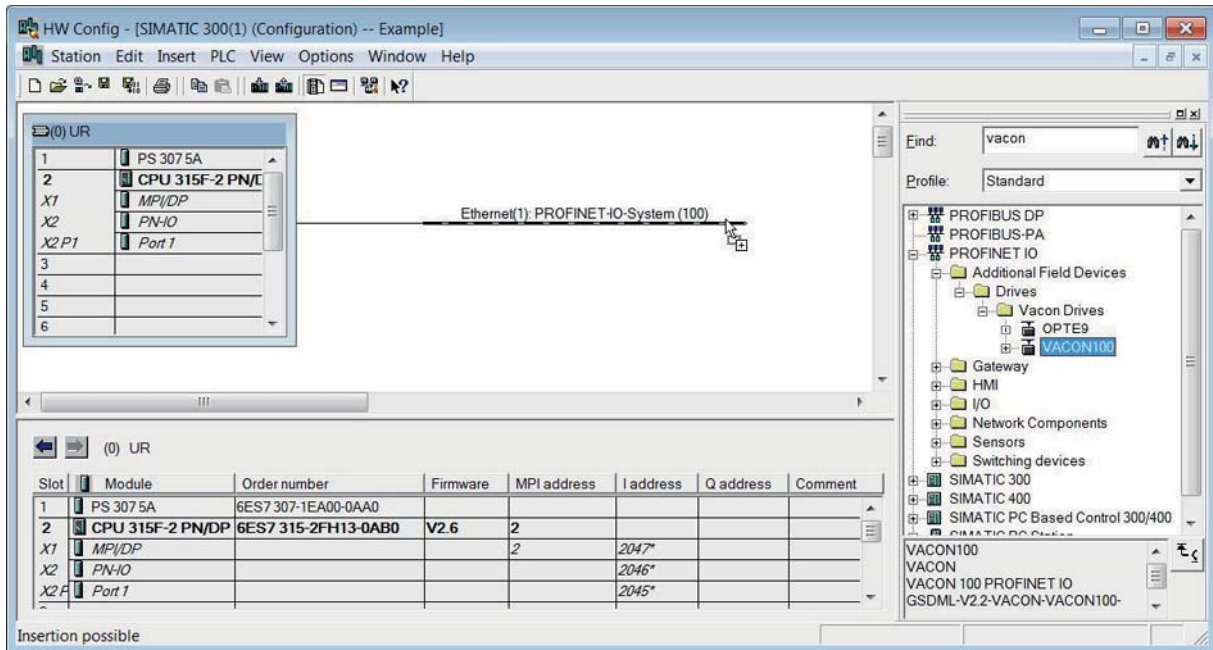 HW Config - [SIMATIC 300(1) (Configuration) -- Example]
Station Edit Insert PLC View Options Window Help
(0) UR
1 PS 307 5A
2 CPU 315F-2 PN/D
X1 MPI/DP
X2 PN-IO
X2 P1 Port 1
3
4
5
6
Ethernet(1): PROFINET-IO-System (100)
(0) UR
Slot Module Order number Firmware MPI address I address Q address Comment
1 PS 307 5A 6ES7 307-1EA00-0AA0
2 CPU 315F-2 PN/DP 6ES7 315-2FH13-0AB0 V2.6 2
X1 MPI/DP 2 2047*
X2 PN-IO 2046*
X2 P Port 1 2045*
Insertion possible
Find: vacon
Profile: Standard
PROFIBUS DP
PROFIBUS-PA
PROFINET IO
Additional Field Devices
Drives
Vacon Drives
OPTE9
VACON100
Gateway
HMI
I/O
Network Components
Sensors
Switching devices
SIMATIC 300
SIMATIC 400
SIMATIC PC Based Control 300/400
SIMATIC PC Station
VACON100
VACON
VACON 100 PROFINET IO
GSDML-V2.2-VACON-VACON100-